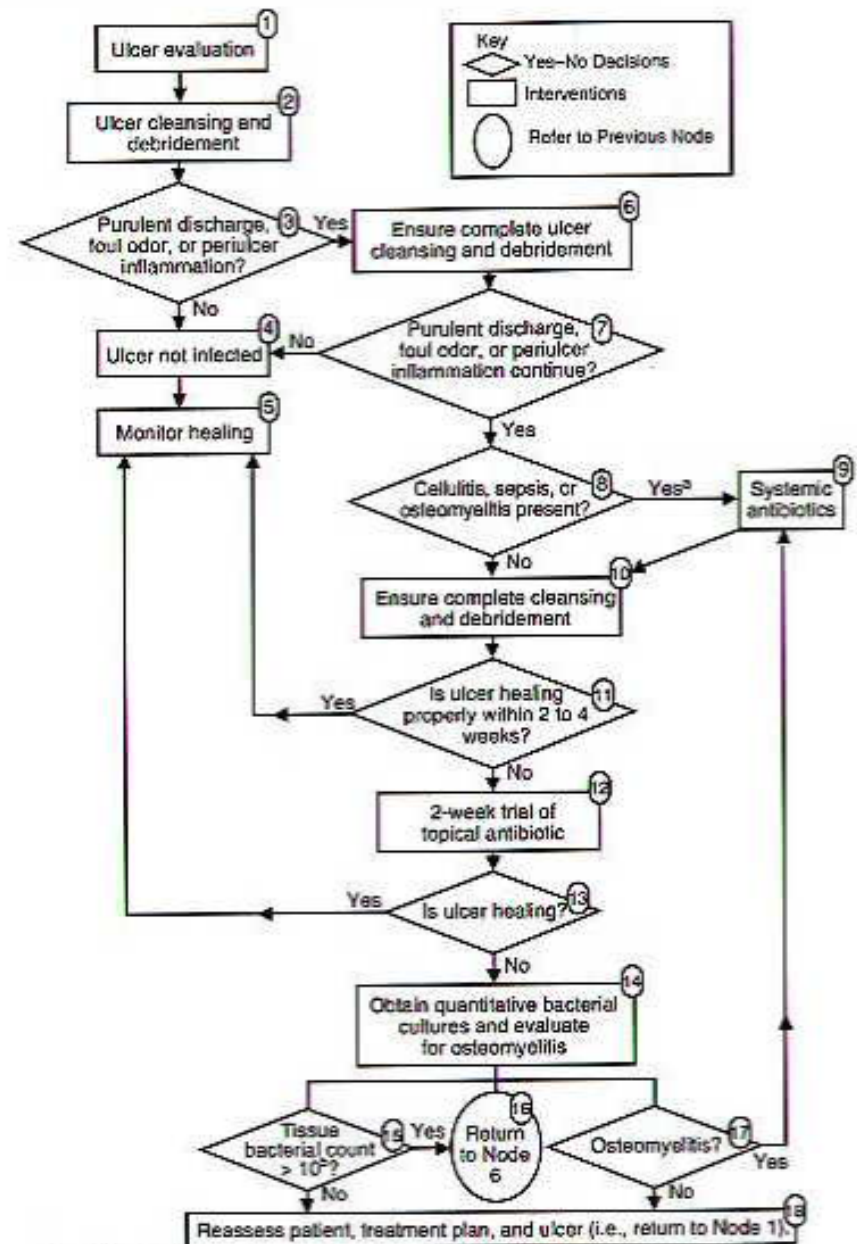 1
Ulcer evaluation
Key
Yes–No Decisions
Interventions
Refer to Previous Node
2
Ulcer cleansing and
debridement
3
Purulent discharge,
foul odor, or periulcer
inflammation?
Yes
No
6
Ensure complete ulcer
cleansing and debridement
4
Ulcer not infected
No
7
Purulent discharge,
foul odor, or periulcer
inflammation continue?
Yes
5
Monitor healing
8
Cellulitis, sepsis, or
osteomyelitis present?
Yesa
No
9
Systemic
antibiotics
10
Ensure complete cleansing
and debridement
11
Is ulcer healing
properly within 2 to 4
weeks?
Yes
No
12
2-week trial of
topical antibiotic
13
Is ulcer healing?
Yes
No
14
Obtain quantitative bacterial
cultures and evaluate
for osteomyelitis
15
Tissue
bacterial count
?
Yes
No
16
Return
to Node
6
17
Osteomyelitis?
Yes
No
18
Reassess patient, treatment plan, and ulcer (i.e., return to Node 1).